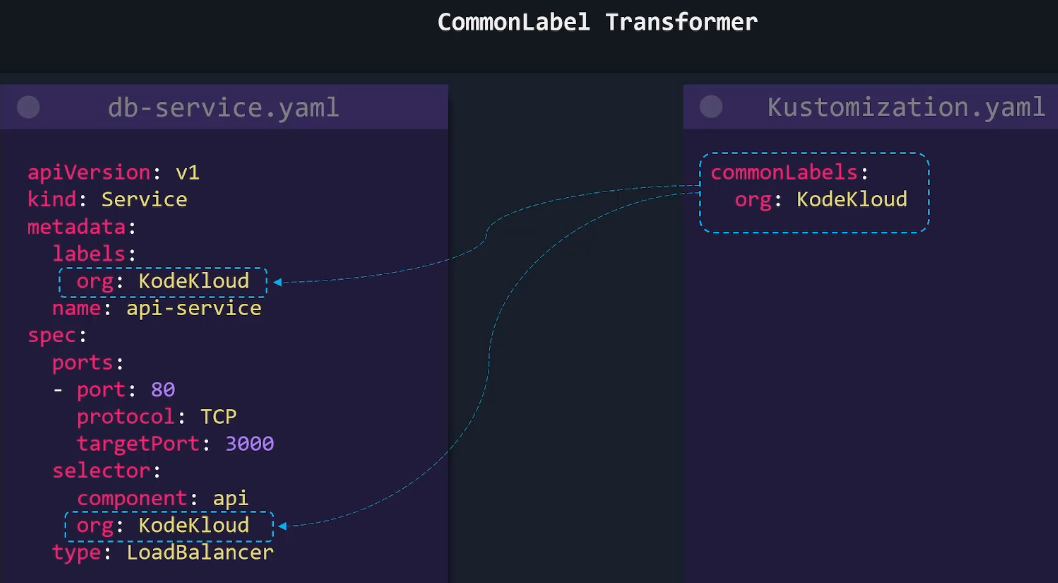 CommonLabel Transformer
db-service.yaml
apiVersion: v1
kind: Service
metadata:
  labels:
    org: KodeKloud
  name: api-service
spec:
  ports:
  - port: 80
    protocol: TCP
    targetPort: 3000
  selector:
    component: api
    org: KodeKloud
  type: LoadBalancer
Kustomization.yaml
commonLabels:
  org: KodeKloud